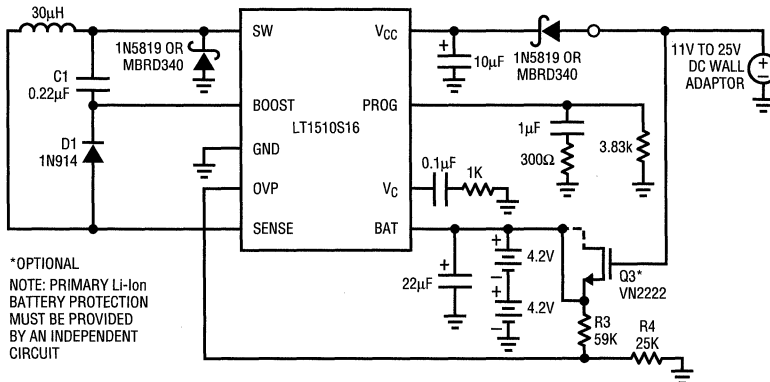 30µH
SW
VCC
1N5819 OR
MBRD340
+
10µF
1N5819 OR
MBRD340
11V TO 25V
DC WALL
ADAPTOR
+
−
C1
0.22µF
BOOST
PROG
LT1510S16
1µF
300Ω
3.83k
D1
1N914
GND
0.1µF
1K
OVP
VC
SENSE
BAT
+
22µF
+
4.2V
−
+
4.2V
−
Q3*
VN2222
R3
59K
R4
25K
*OPTIONAL
NOTE: PRIMARY Li-Ion
BATTERY PROTECTION
MUST BE PROVIDED
BY AN INDEPENDENT
CIRCUIT